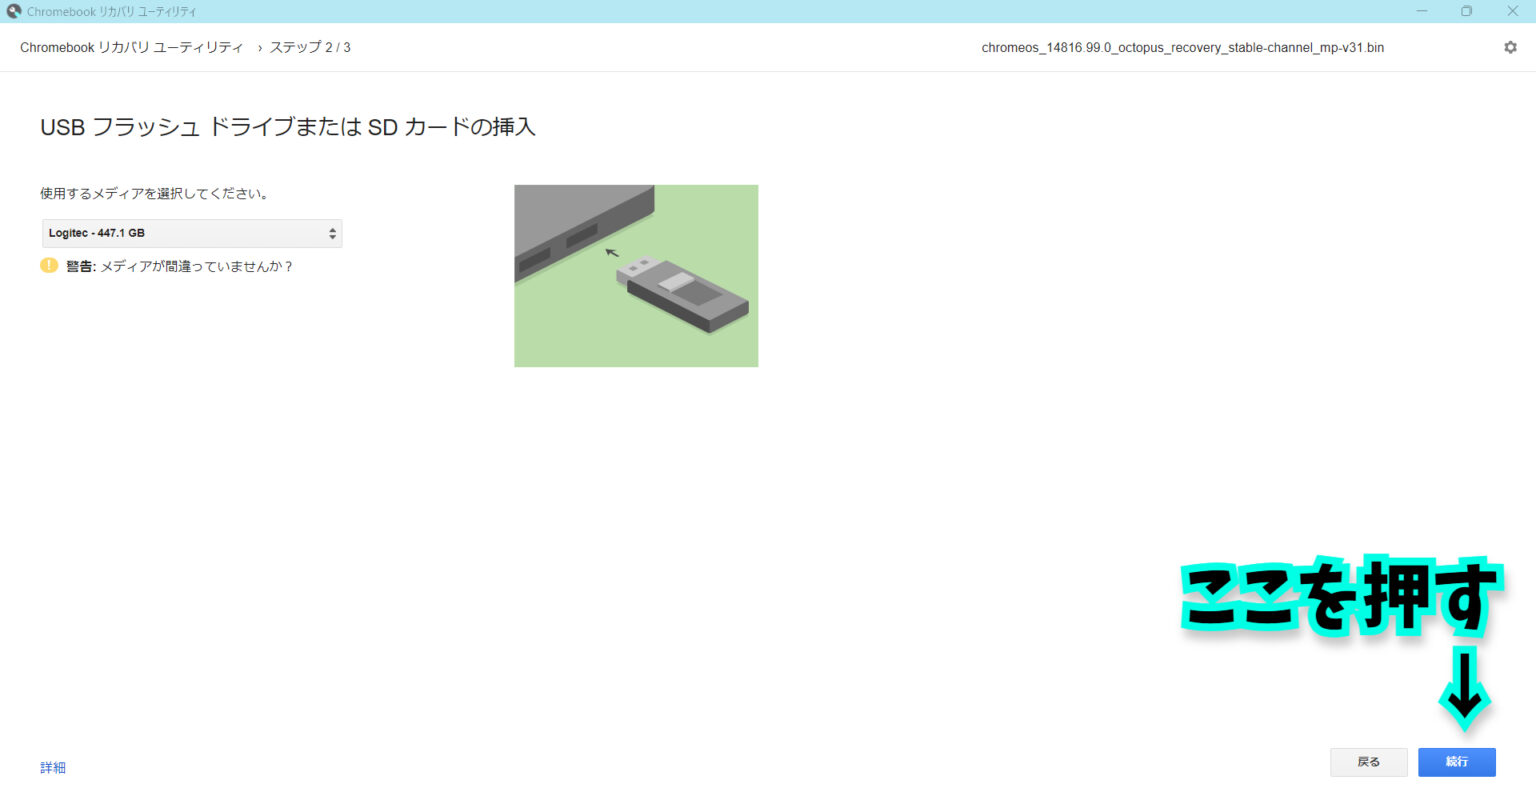 Chromebook リカバリ ユーティリティ
Chromebook リカバリ ユーティリティ › ステップ 2 / 3
chromeos_14816.99.0_octopus_recovery_stable-channel_mp-v31.bin
USB フラッシュ ドライブまたは SD カードの挿入
使用するメディアを選択してください。
Logitec - 447.1 GB
警告: メディアが間違っていませんか？
ここを押す
↓
詳細
戻る
続行